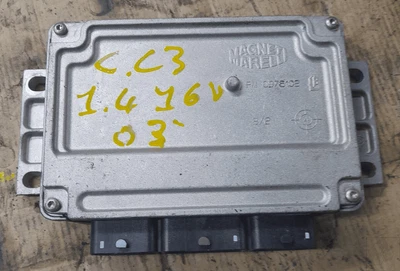 MAGNETI
MARELLI
C.C3
1.4 16V
03